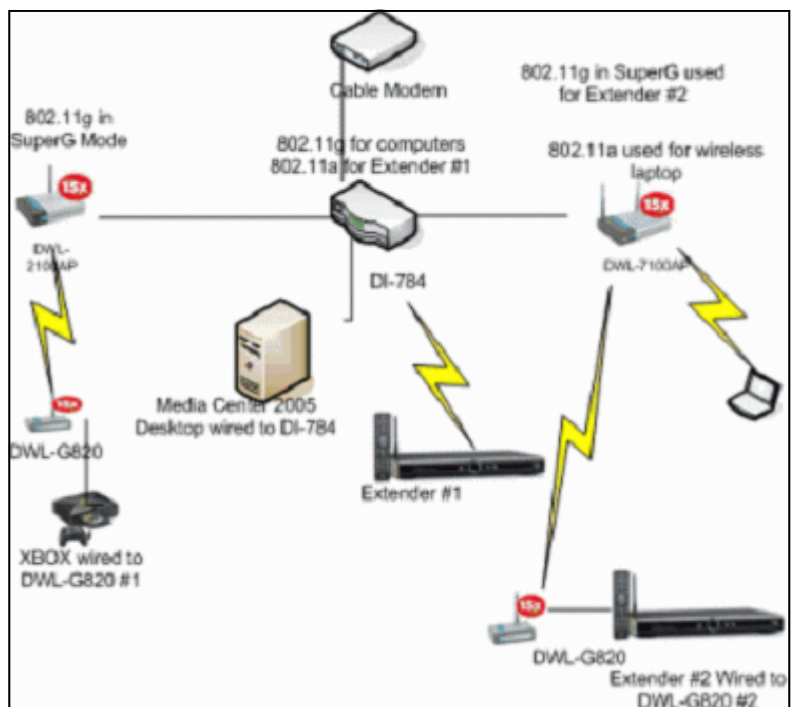 Cable Modem
802.11g in SuperG used
for Extender #2
802.11g in
SuperG Mode
802.11g for computers
802.11a for Extender #1
802.11a used for wireless
laptop
15x
15x
DWL-
2100AP
DI-784
DWL-7100AP
Media Center 2005
Desktop wired to DI-784
15x
DWL-G820
Extender #1
XBOX wired to
DWL-G820 #1
15x
DWL-G820
Extender #2 Wired to
DWL-G820 #2